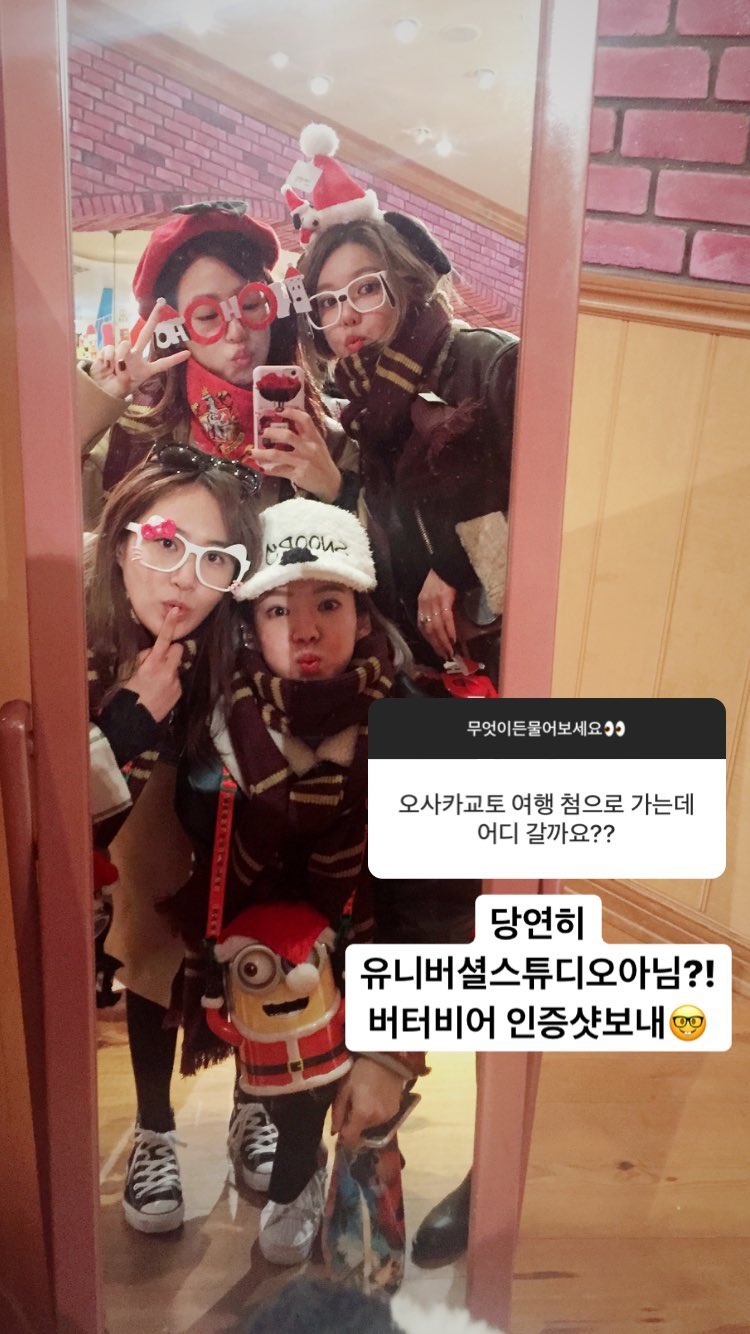 HOHOH
SNOOPY
무엇이든물어보세요👀
오사카교토 여행 첨으로 가는데
어디 갈까요??
당연히
유니버셜스튜디오아님?!
버터비어 인증샷보내🤓